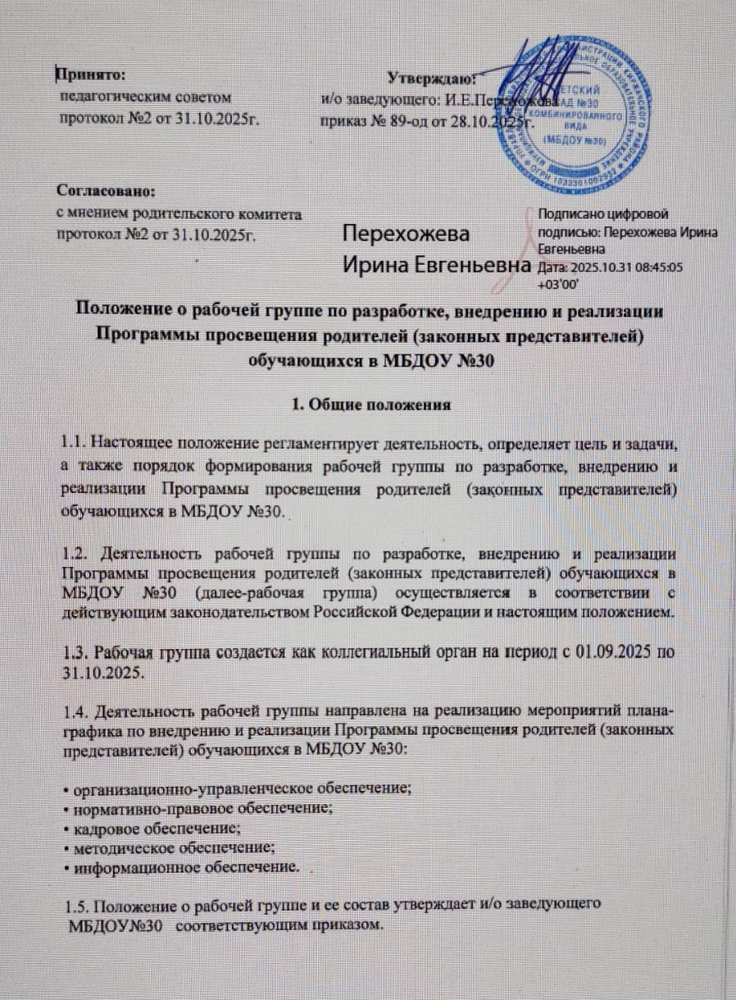 Принято:
педагогическим советом
протокол №2 от 31.10.2025г.
Утверждаю:
и/о заведующего: И.Е.Перехожева
приказ № 89-од от 28.10.2025г.
ДЕТСКИЙ
САД №30
КОМБИНИРОВАННОГО
ВИДА
(МБДОУ №30)
Согласовано:
с мнением родительского комитета
протокол №2 от 31.10.2025г.
Перехожева
Ирина Евгеньевна
Подписано цифровой
подписью: Перехожева Ирина
Евгеньевна
Дата: 2025.10.31 08:45:05
+03'00'
Положение о рабочей группе по разработке, внедрению и реализации
Программы просвещения родителей (законных представителей)
обучающихся в МБДОУ №30
1. Общие положения
1.1. Настоящее положение регламентирует деятельность, определяет цель и задачи,
а также порядок формирования рабочей группы по разработке, внедрению и
реализации Программы просвещения родителей (законных представителей)
обучающихся в МБДОУ №30.
1.2. Деятельность рабочей группы по разработке, внедрению и реализации
Программы просвещения родителей (законных представителей) обучающихся в
МБДОУ №30 (далее-рабочая группа) осуществляется в соответствии с
действующим законодательством Российской Федерации и настоящим положением.
1.3. Рабочая группа создается как коллегиальный орган на период с 01.09.2025 по
31.10.2025.
1.4. Деятельность рабочей группы направлена на реализацию мероприятий плана-
графика по внедрению и реализации Программы просвещения родителей (законных
представителей) обучающихся в МБДОУ №30:
• организационно-управленческое обеспечение;
• нормативно-правовое обеспечение;
• кадровое обеспечение;
• методическое обеспечение;
• информационное обеспечение.
1.5. Положение о рабочей группе и ее состав утверждает и/о заведующего
МБДОУ№30 соответствующим приказом.